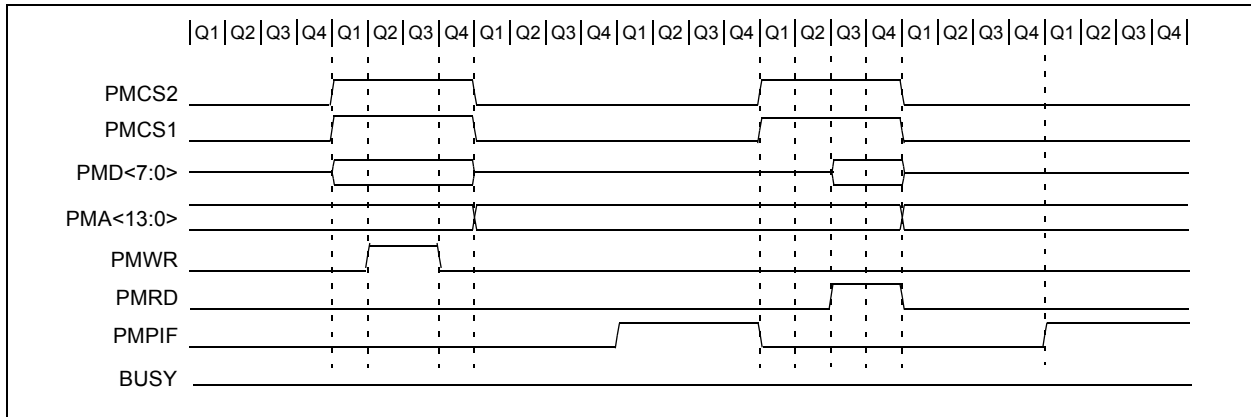 Q1 Q2 Q3 Q4 Q1 Q2 Q3 Q4 Q1 Q2 Q3 Q4 Q1 Q2 Q3 Q4 Q1 Q2 Q3 Q4 Q1 Q2 Q3 Q4 Q1 Q2 Q3 Q4
PMCS2
PMCS1
PMD<7:0>
PMA<13:0>
PMWR
PMRD
PMPIF
BUSY